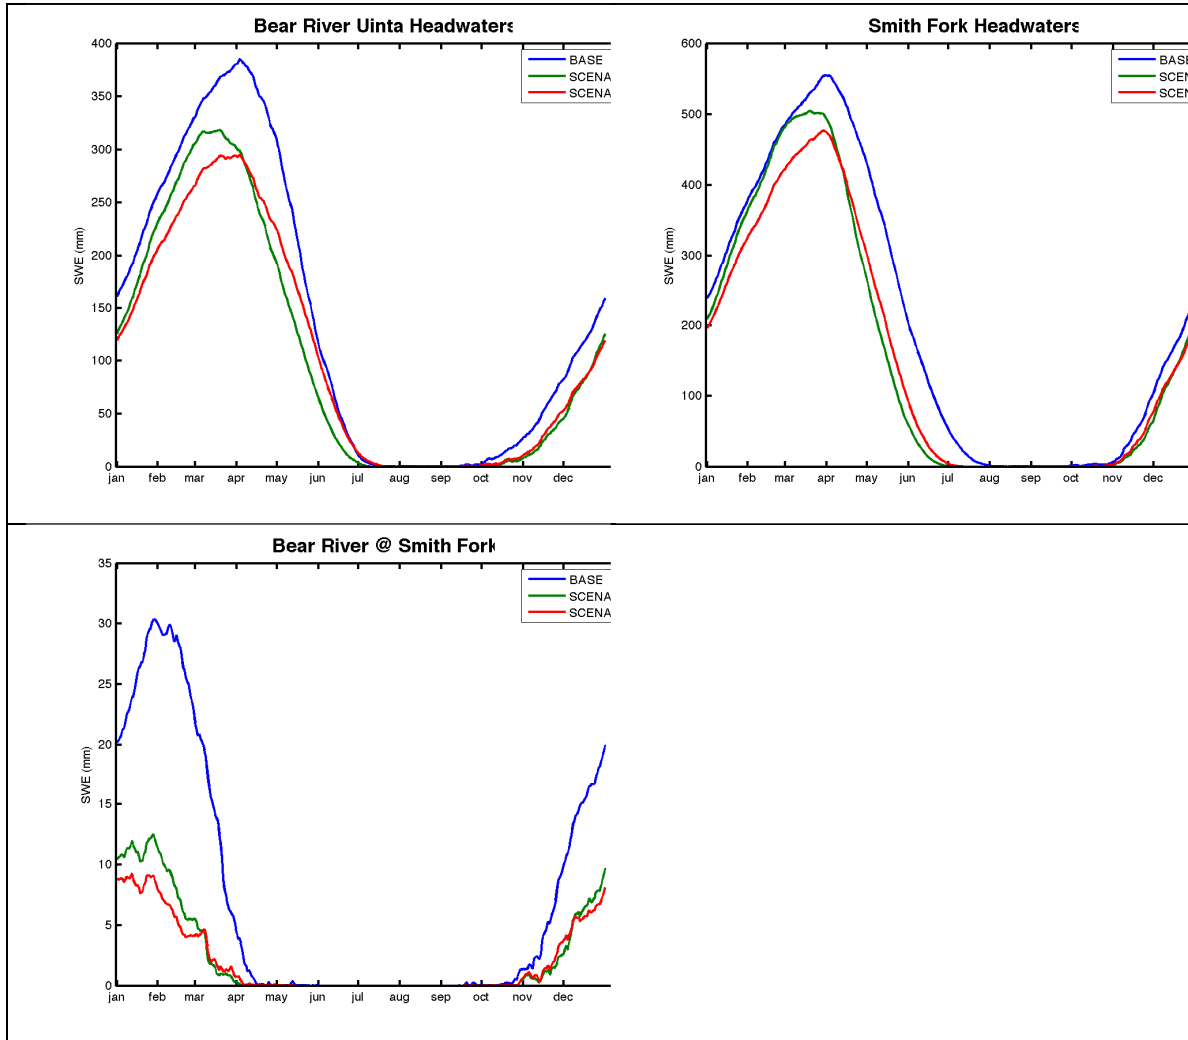 Bear River Uinta Headwaters
400
350
300
250
200
150
100
50
0
SWE (mm)
jan feb mar apr may jun jul aug sep oct nov dec
BASE
SCENA
SCENA
Smith Fork Headwaters
600
500
400
300
200
100
0
SWE (mm)
jan feb mar apr may jun jul aug sep oct nov dec
BASE
SCEN
SCEN
Bear River @ Smith Fork
35
30
25
20
15
10
5
0
SWE (mm)
jan feb mar apr may jun jul aug sep oct nov dec
BASE
SCENA
SCENA